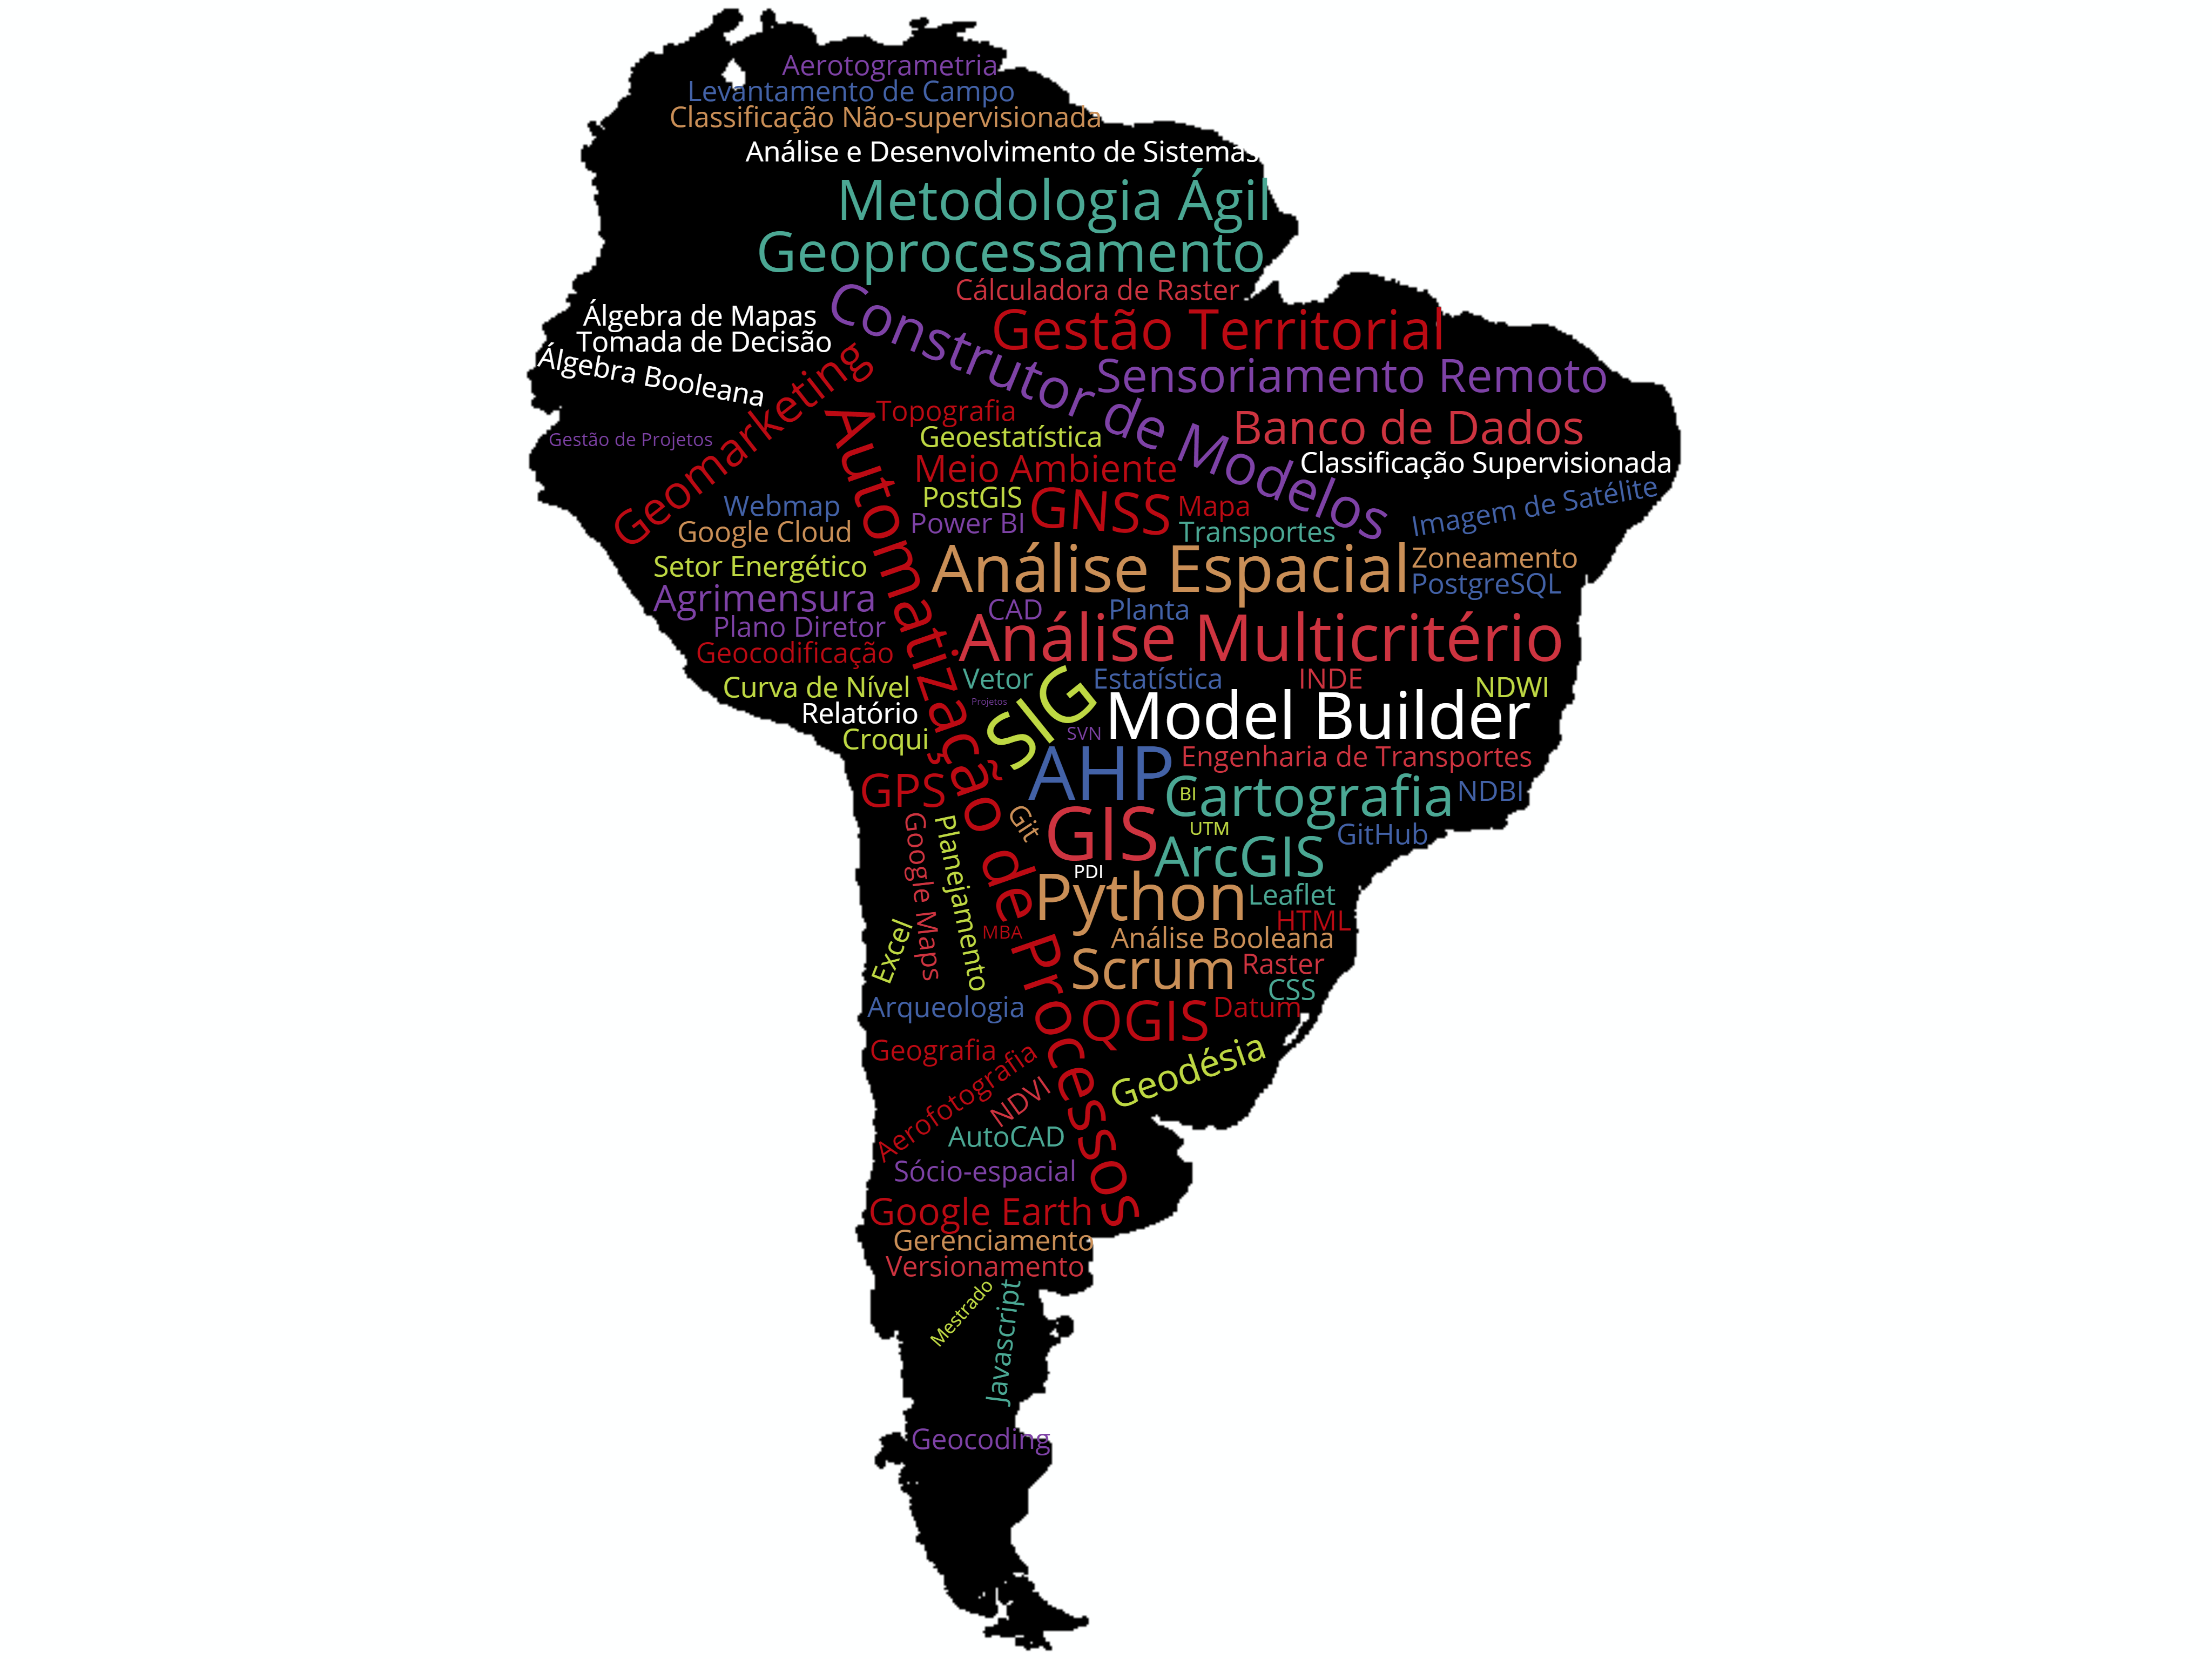 Aerotogrametria
Levantamento de Campo
Classificação Não-supervisionada
Análise e Desenvolvimento de Sistemas
Metodologia Ágil
Geoprocessamento
Cálculadora de Raster
Construtor de Modelos
Gestão Territorial
Álgebra de Mapas
Tomada de Decisão
Álgebra Booleana
Sensoriamento Remoto
Geomarketing
Automatização de Processos
Topografia
Banco de Dados
Geoestatística
Gestão de Projetos
Classificação Supervisionada
Meio Ambiente
PostGIS
GNSS
Mapa
Imagem de Satélite
Webmap
Power BI
Google Cloud
Transportes
Análise Espacial
Zoneamento
Setor Energético
PostgreSQL
Agrimensura
CAD
Planta
Plano Diretor
Análise Multicritério
Geocodificação
Vetor
Estatística
INDE
Curva de Nível
NDWI
Projetos
SIG
Relatório
Model Builder
SVN
Croqui
AHP
Engenharia de Transportes
GPS
Cartografia
BI
NDBI
Git
GIS
UTM
GitHub
Google Maps
Planejamento
ArcGIS
PDI
Python
Leaflet
HTML
MBA
Análise Booleana
Excel
Scrum
Raster
CSS
Arqueologia
QGIS
Datum
Geografia
Geodésia
Aerofotografia
NDVI
AutoCAD
Sócio-espacial
Google Earth
Gerenciamento
Versionamento
Mestrado
Javascript
Geocoding